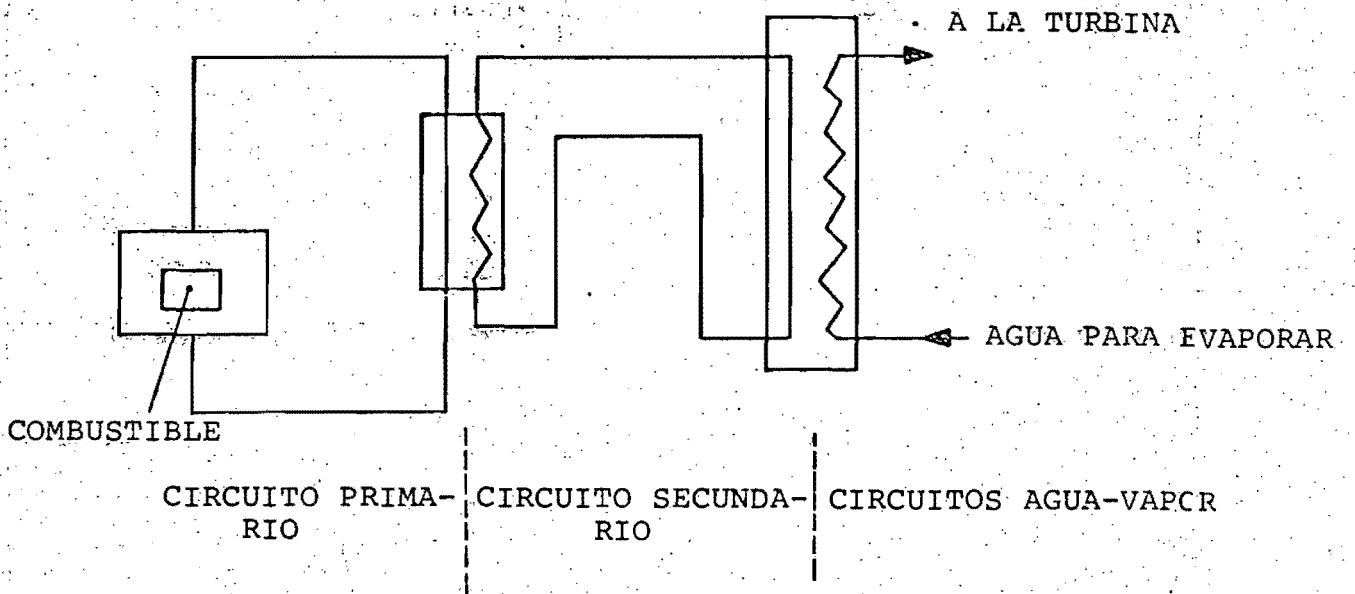 A LA TURBINA
AGUA PARA EVAPORAR
COMBUSTIBLE
CIRCUITO PRIMA-
RIO
CIRCUITO SECUNDA-
RIO
CIRCUITOS AGUA-VAPCR